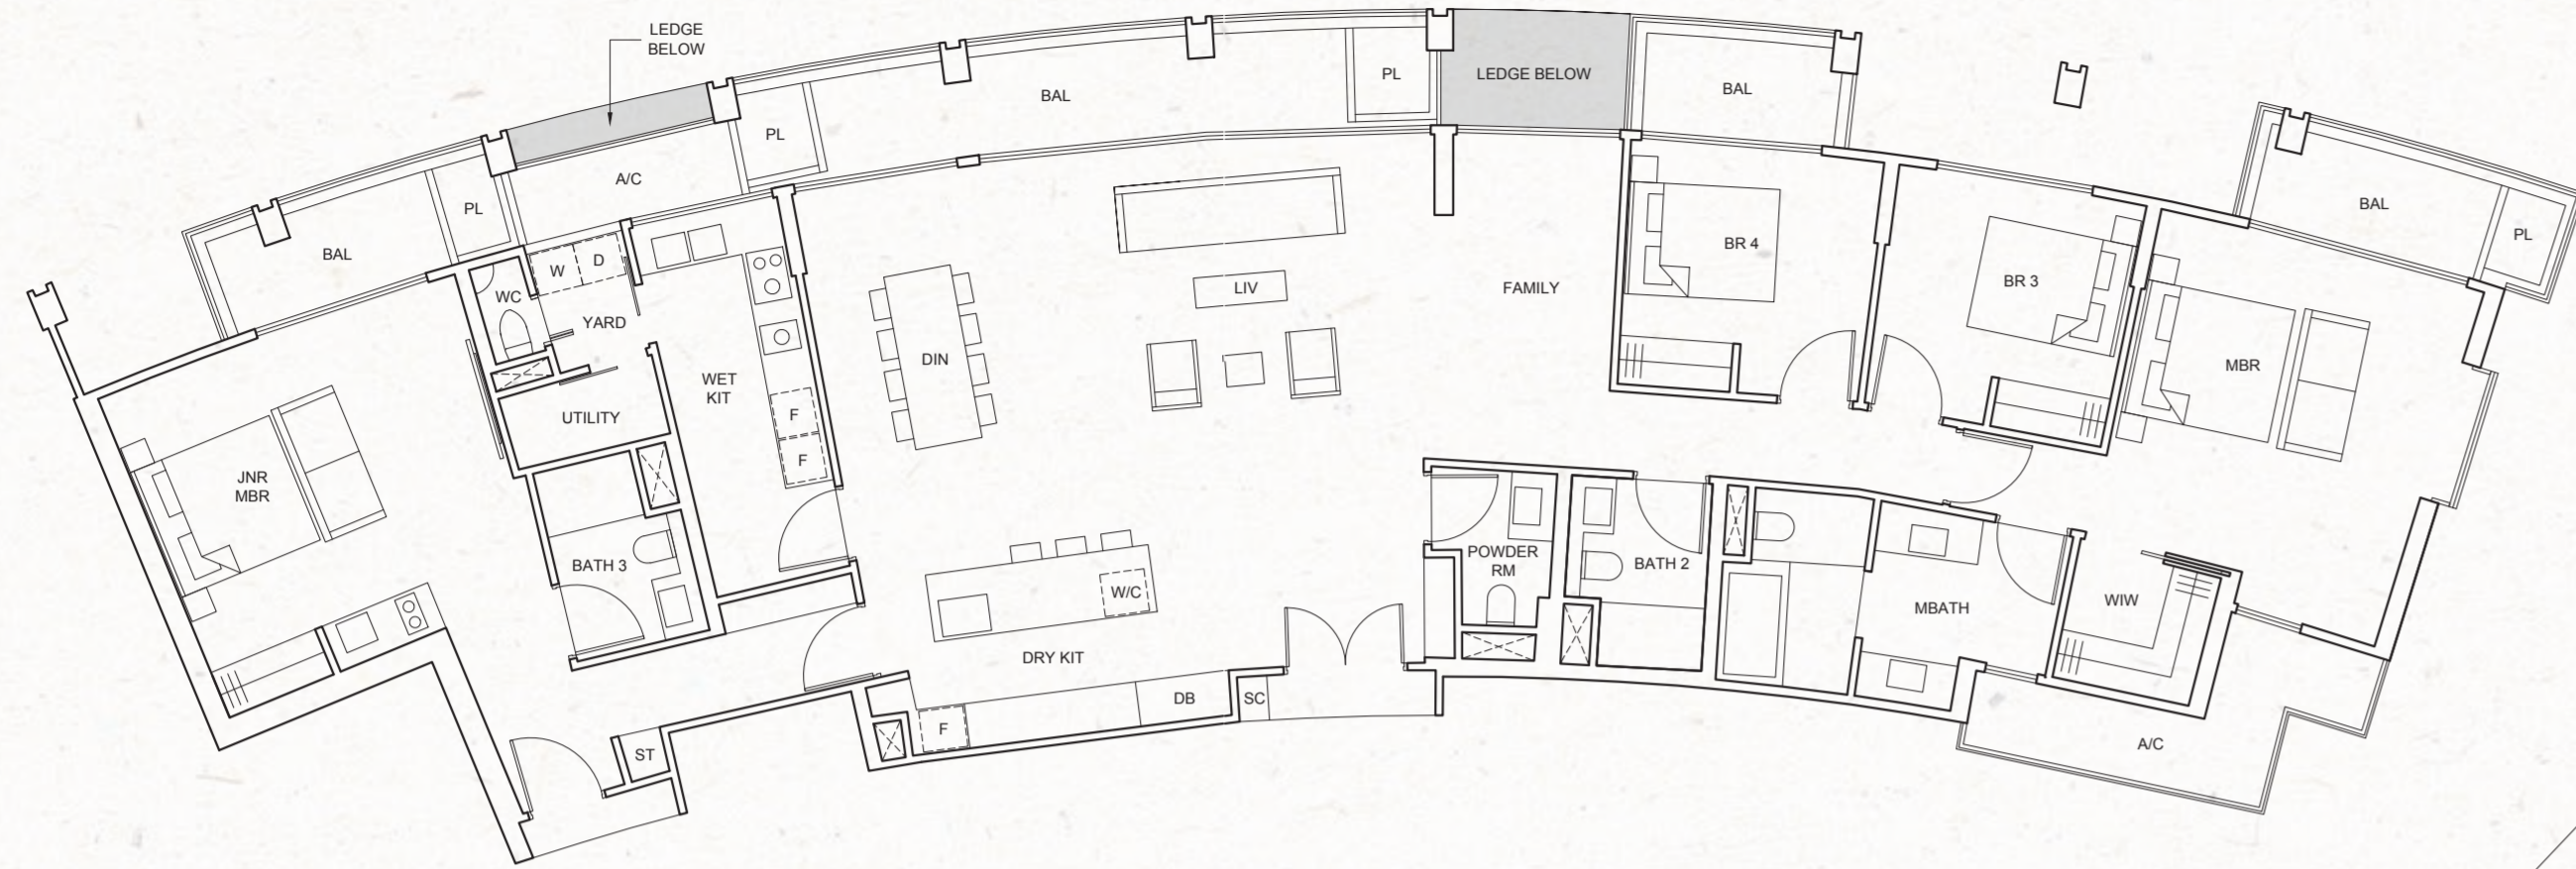 LEDGE
BELOW
PL
LEDGE BELOW
BAL
BAL
PL
A/C
PL
BAL
BAL
PL
BAL
W
D
WC
YARD
BR 4
BR 3
FAMILY
LIV
DIN
MBR
WET
KIT
UTILITY
F
F
JNR
MBR
BATH 3
POWDER
RM
BATH 2
W/C
MBATH
WIW
DRY KIT
DB
SC
F
ST
A/C